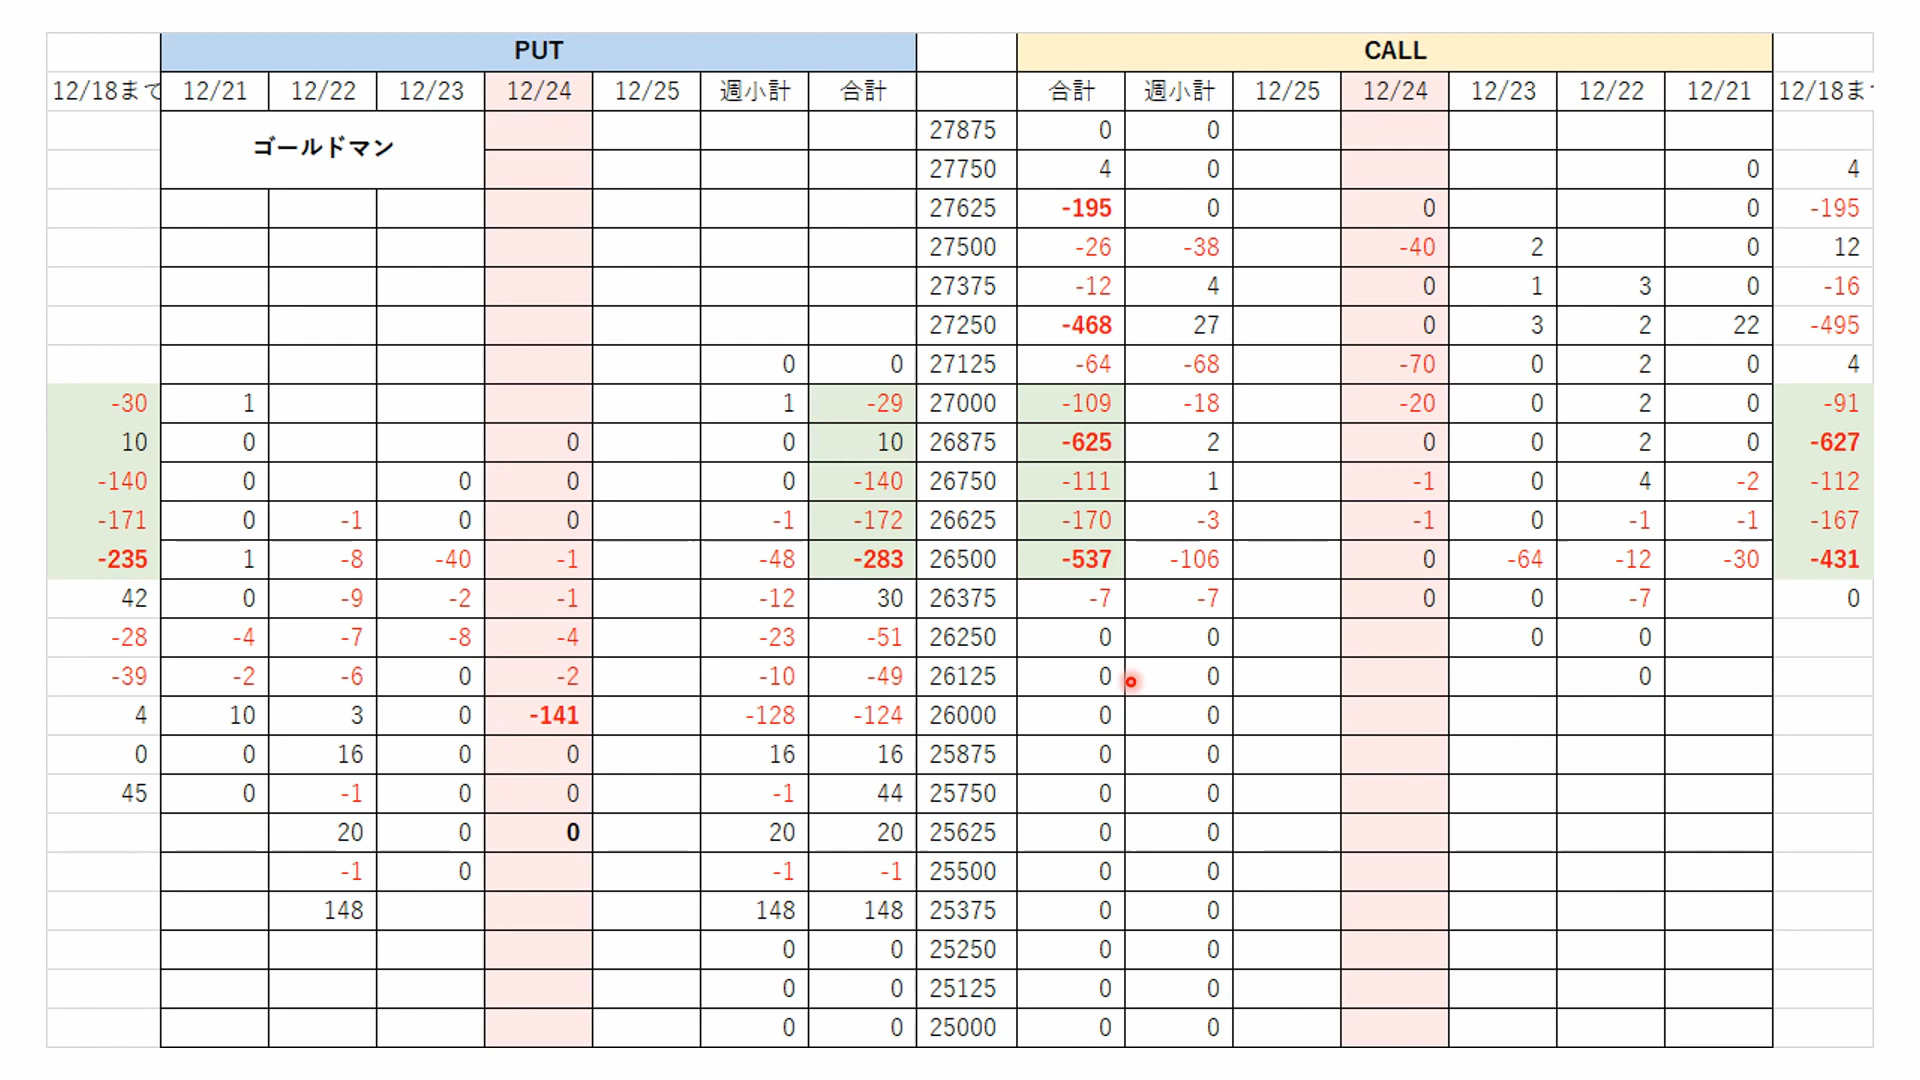 PUT CALL
12/18まで 12/21 12/22 12/23 12/24 12/25 週小計 合計 合計 週小計 12/25 12/24 12/23 12/22 12/21 12/18ま
ゴールドマン
27875 0 0
27750 4 0 0 4
27625 -195 0 0 0 -195
27500 -26 -38 -40 2 0 12
27375 -12 4 0 1 3 0 -16
27250 -468 27 0 3 2 22 -495
0 0 27125 -64 -68 -70 0 2 0 4
-30 1 1 -29 27000 -109 -18 -20 0 2 0 -91
10 0 0 0 10 26875 -625 2 0 0 2 0 -627
-140 0 0 0 0 -140 26750 -111 1 -1 0 4 -2 -112
-171 0 -1 0 0 -1 -172 26625 -170 -3 -1 0 -1 -1 -167
-235 1 -8 -40 -1 -48 -283 26500 -537 -106 0 -64 -12 -30 -431
42 0 -9 -2 -1 -12 30 26375 -7 -7 0 0 -7 0
-28 -4 -7 -8 -4 -23 -51 26250 0 0 0 0
-39 -2 -6 0 -2 -10 -49 26125 0 0 0
4 10 3 0 -141 -128 -124 26000 0 0
0 0 16 0 16 16 25875 0 0
45 0 -1 0 0 -1 44 25750 0 0
20 0 0 20 20 25625 0 0
-1 0 -1 -1 25500 0 0
148 148 148 25375 0 0
0 0 25250 0 0
0 0 25125 0 0
0 0 25000 0 0